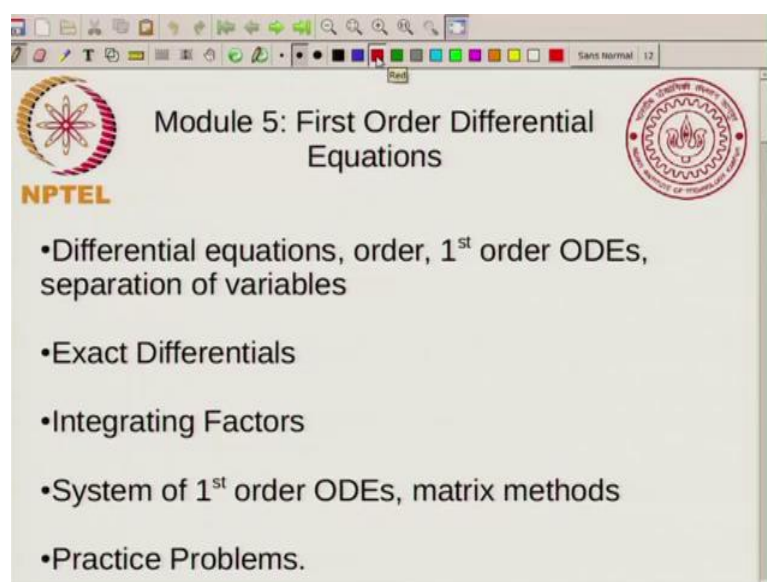 Sans Normal 12
Red
Module 5: First Order Differential
Equations
NPTEL
•Differential equations, order, 1st order ODEs,
separation of variables
•Exact Differentials
•Integrating Factors
•System of 1st order ODEs, matrix methods
•Practice Problems.